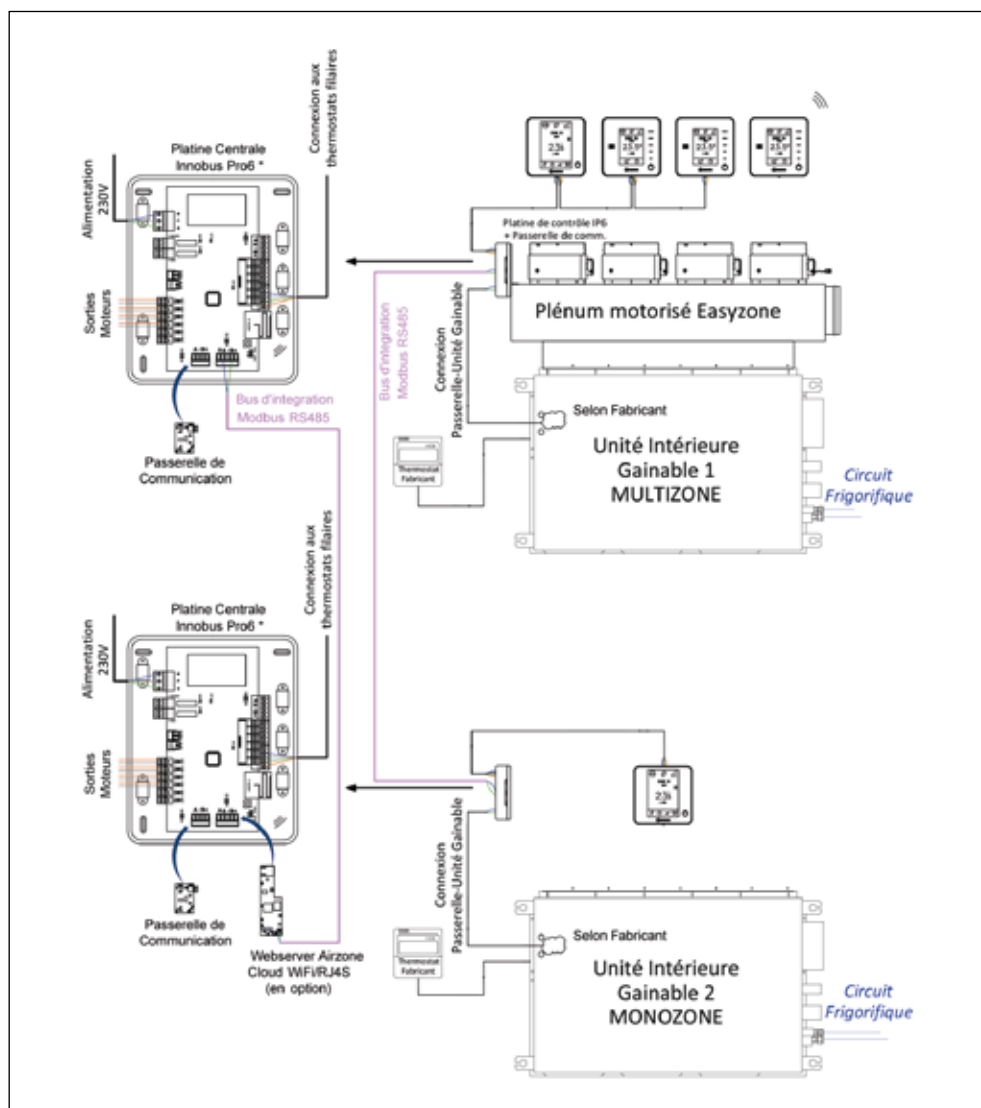 Connexion aux
thermostats filaires
Platine Centrale
Innobus Pro6 *
Alimentation
230V
Sorties
Moteurs
Bus d'integration
Modbus RS485
Passerelle de
Communication
Platine de contrôle IP6
+ Passerelle de comm.
Plénum motorisé Easyzone
Bus d'integration
Modbus RS485
Connexion
Passerelle-Unité Gainable
Selon Fabricant
Thermostat
Fabricant
Unité Intérieure
Gainable 1
MULTIZONE
Circuit
Frigorifique
Connexion aux
thermostats filaires
Platine Centrale
Innobus Pro6 *
Alimentation
230V
Sorties
Moteurs
Passerelle de
Communication
Webserver Airzone
Cloud WiFi/RJ4S
(en option)
Connexion
Passerelle-Unité Gainable
Selon Fabricant
Thermostat
Fabricant
Unité Intérieure
Gainable 2
MONOZONE
Circuit
Frigorifique